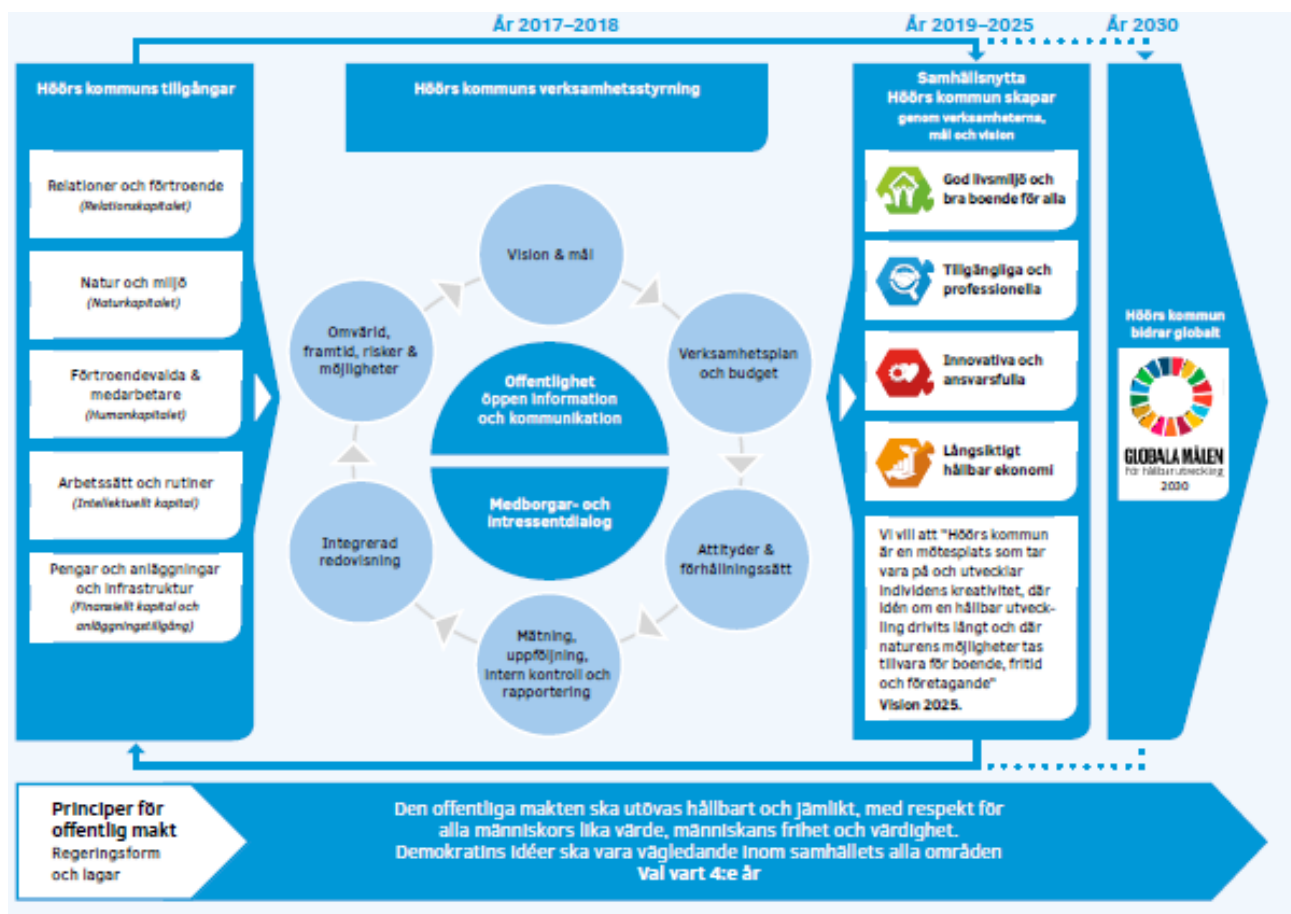 År 2017–2018
År 2019–2025
År 2030
Höörs kommuns tillgångar
Relationer och förtroende
(Relationskapitalet)
Natur och miljö
(Naturkapitalet)
Förtroendevalda &
medarbetare
(Humankapitalet)
Arbetssätt och rutiner
(Intellektuellt kapital)
Pengar och anläggningar
och infrastruktur
(Finansiellt kapital och
anläggningstillgång)
Höörs kommuns verksamhetsstyrning
Vision & mål
Verksamhetsplan
och budget
Attityder &
förhållningssätt
Mätning,
uppföljning,
intern kontroll och
rapportering
Integrerad
redovisning
Omvärld,
framtid, risker &
möjligheter
Offentlighet
öppen information
och kommunikation
Medborgar- och
intressentdialog
Samhällsnytta
Höörs kommun skapar
genom verksamheterna,
mål och vision
God livsmiljö och
bra boende för alla
Tillgängliga och
professionella
Innovativa och
ansvarsfulla
Långsiktigt
hållbar ekonomi
Vi vill att "Höörs kommun
är en mötesplats som tar
vara på och utvecklar
individens kreativitet, där
idén om en hållbar utveck-
ling drivits långt och där
naturens möjligheter tas
tillvara för boende, fritid
och företagande"
Vision 2025.
Höörs kommun
bidrar globalt
GLOBALA MÅLEN
För hållbar utveckling
2030
Principer för
offentlig makt
Regeringsform
och lagar
Den offentliga makten ska utövas hållbart och jämlikt, med respekt för
alla människors lika värde, människans frihet och värdighet.
Demokratins idéer ska vara vägledande inom samhällets alla områden
Val vart 4:e år